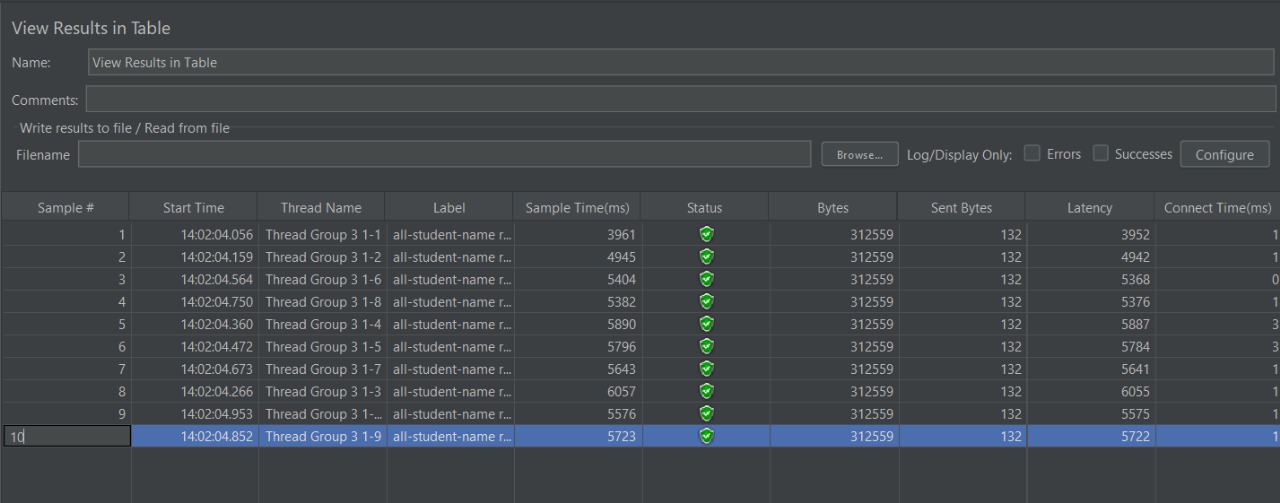 View Results in Table
Name: View Results in Table
Comments:
Write results to file / Read from file
Filename Browse... Log/Display Only: Errors Successes Configure
Sample # Start Time Thread Name Label Sample Time(ms) Status Bytes Sent Bytes Latency Connect Time(ms)
1 14:02:04.056 Thread Group 3 1-1 all-student-name r... 3961 312559 132 3952 1
2 14:02:04.159 Thread Group 3 1-2 all-student-name r... 4945 312559 132 4942 1
3 14:02:04.564 Thread Group 3 1-6 all-student-name r... 5404 312559 132 5368 0
4 14:02:04.750 Thread Group 3 1-8 all-student-name r... 5382 312559 132 5376 1
5 14:02:04.360 Thread Group 3 1-4 all-student-name r... 5890 312559 132 5887 3
6 14:02:04.472 Thread Group 3 1-5 all-student-name r... 5796 312559 132 5784 3
7 14:02:04.673 Thread Group 3 1-7 all-student-name r... 5643 312559 132 5641 1
8 14:02:04.266 Thread Group 3 1-3 all-student-name r... 6057 312559 132 6055 1
9 14:02:04.953 Thread Group 3 1-... all-student-name r... 5576 312559 132 5575 1
10 14:02:04.852 Thread Group 3 1-9 all-student-name r... 5723 312559 132 5722 1